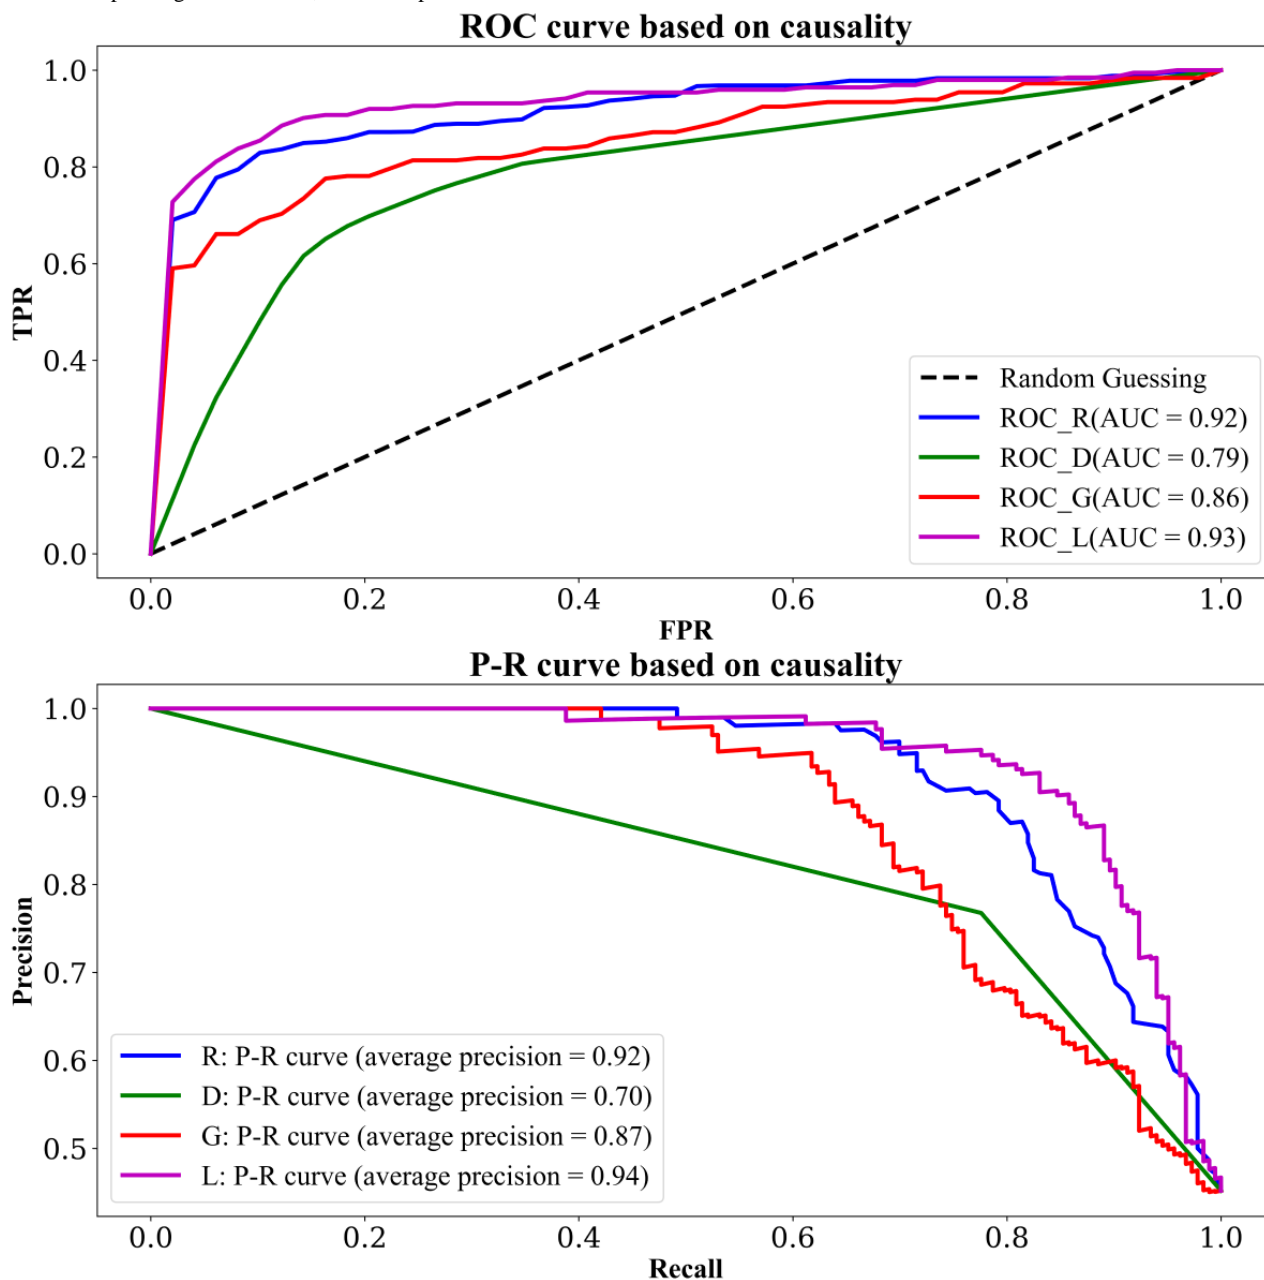 ROC curve based on causality
1.0
0.8
0.6
0.4
0.2
0.0
TPR
Random Guessing
ROC_R(AUC = 0.92)
ROC_D(AUC = 0.79)
ROC_G(AUC = 0.86)
ROC_L(AUC = 0.93)
0.0 0.2 0.4 0.6 0.8 1.0
FPR
P-R curve based on causality
1.0
0.9
0.8
0.7
0.6
0.5
Precision
R: P-R curve (average precision = 0.92)
D: P-R curve (average precision = 0.70)
G: P-R curve (average precision = 0.87)
L: P-R curve (average precision = 0.94)
0.0 0.2 0.4 0.6 0.8 1.0
Recall